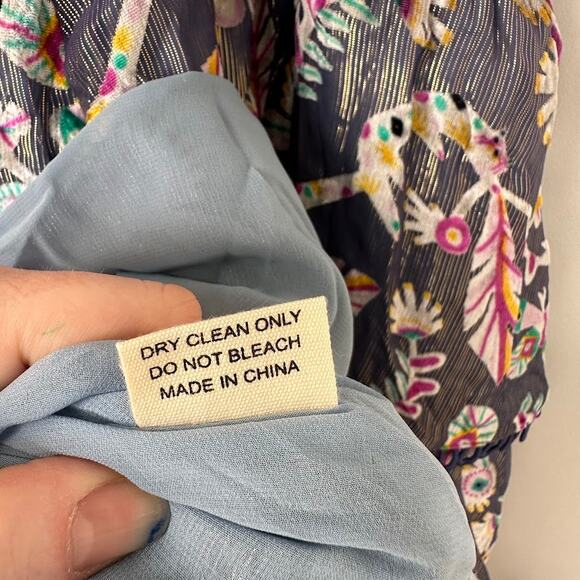 DRY CLEAN ONLY
DO NOT BLEACH
MADE IN CHINA